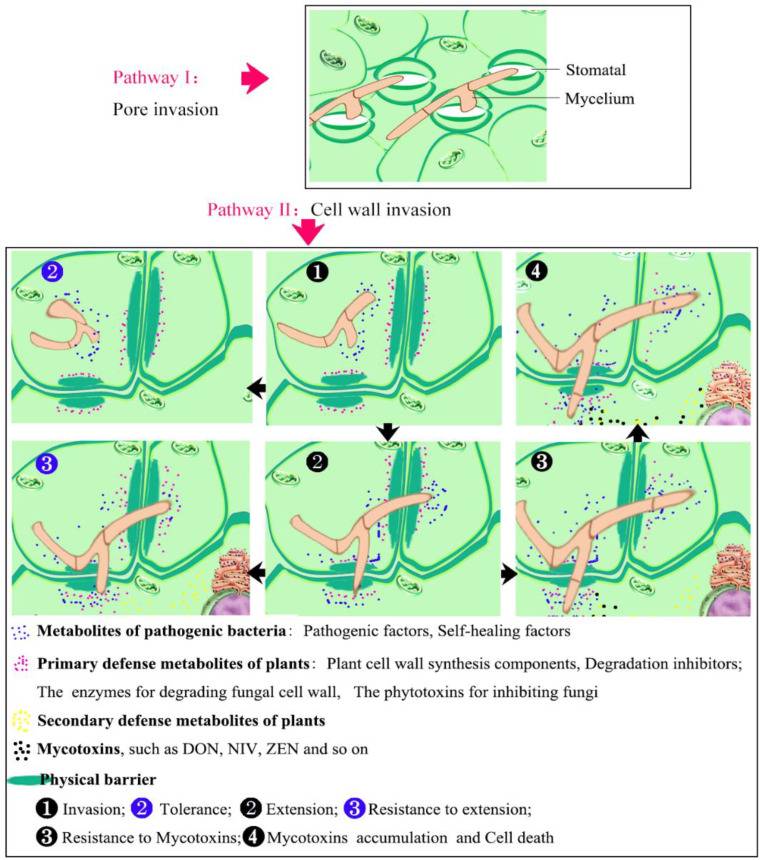 Pathway I:
Pore invasion
Stomatal
Mycelium
Pathway II: Cell wall invasion
2
1
4
3
2
3
Metabolites of pathogenic bacteria: Pathogenic factors, Self-healing factors
Primary defense metabolites of plants: Plant cell wall synthesis components, Degradation inhibitors;
The enzymes for degrading fungal cell wall, The phytotoxins for inhibiting fungi
Secondary defense metabolites of plants
Mycotoxins, such as DON, NIV, ZEN and so on
Physical barrier
1 Invasion; 2 Tolerance; 2 Extension; 3 Resistance to extension;
3 Resistance to Mycotoxins; 4 Mycotoxins accumulation and Cell death